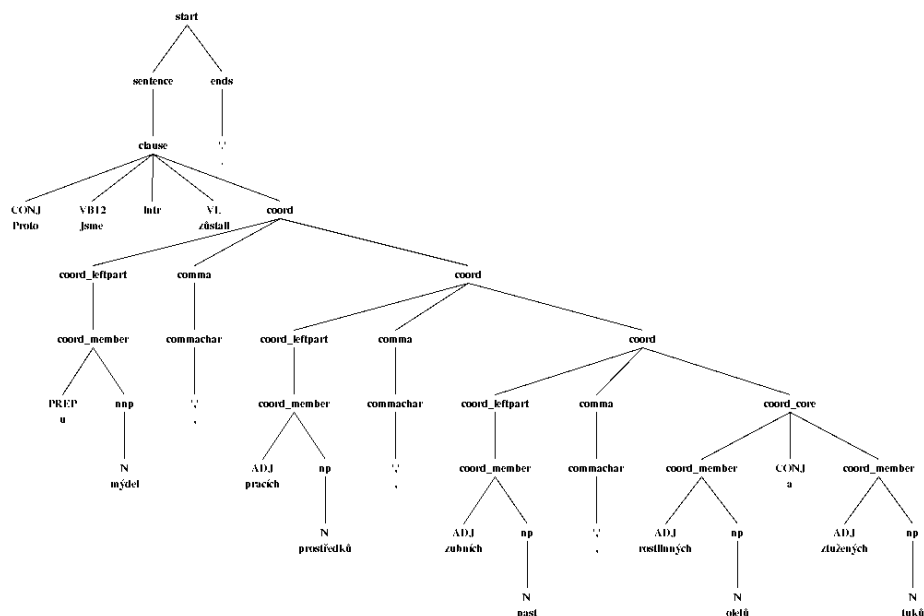 start
sentence ends
clause '.'
.
CONJ VB12 intr VL coord
Proto jsme zůstali
coord_leftpart comma coord
coord_member commachar coord_leftpart comma coord
PREP nnp ',' coord_member commachar coord_leftpart comma coord_core
u ,
N ADJ np ',' coord_member commachar coord_member CONJ coord_member
mýdel pracích , a
N ADJ np ',' ADJ np ADJ np
prostředků zubních , rostlinných ztužených
N N N
past olejů tuků